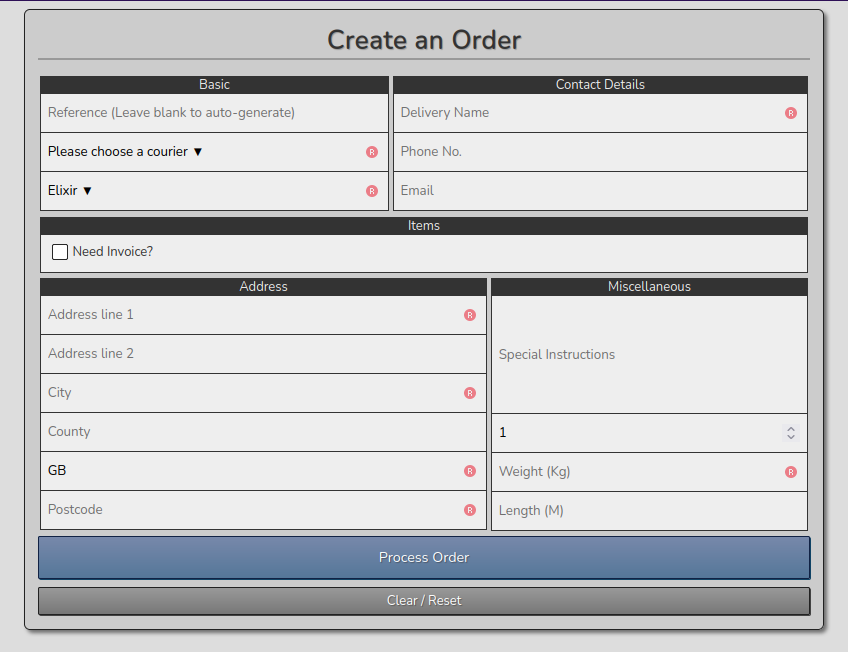 Create an Order
Basic
Reference (Leave blank to auto-generate)
Please choose a courier ▼
R
Elixir ▼
R
Contact Details
Delivery Name
R
Phone No.
Email
Items
Need Invoice?
Address
Address line 1
R
Address line 2
City
R
County
GB
R
Postcode
R
Miscellaneous
Special Instructions
1
Weight (Kg)
R
Length (M)
Process Order
Clear / Reset